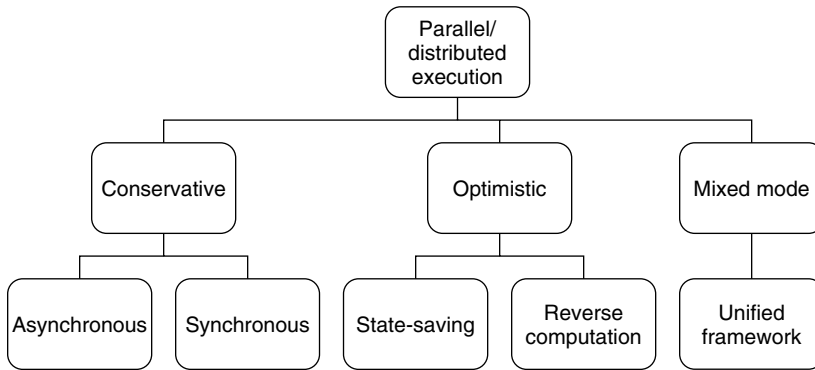 Parallel/
distributed
execution
Conservative
Optimistic
Mixed mode
Asynchronous
Synchronous
State-saving
Reverse
computation
Unified
framework